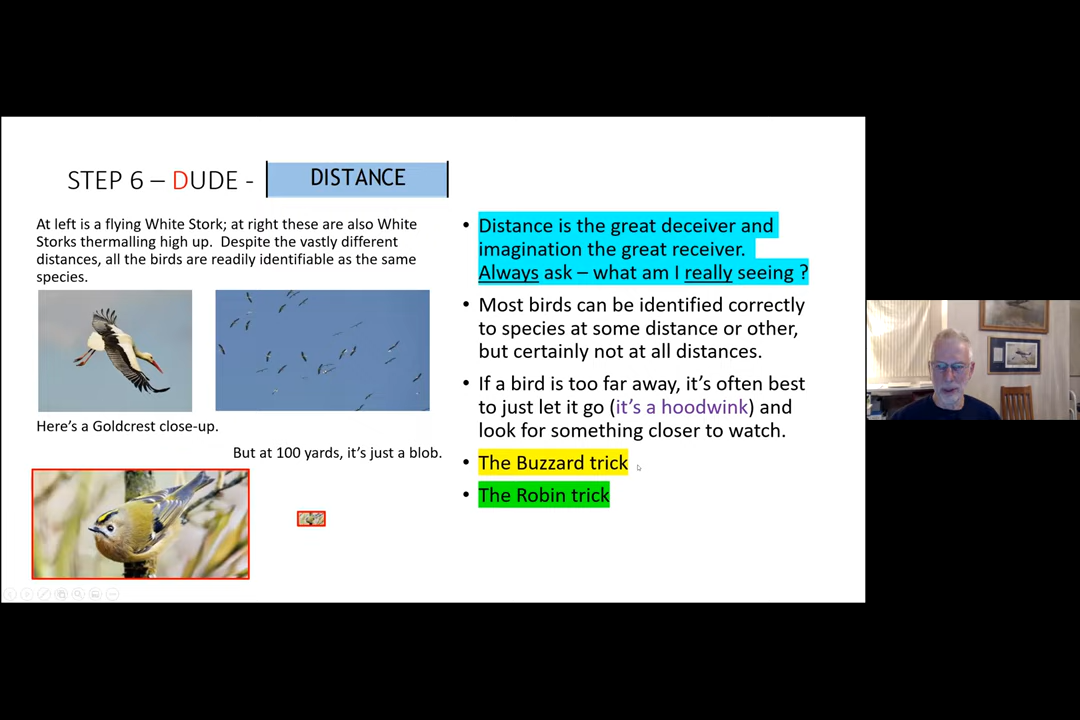 STEP 6 – DUDE - DISTANCE
At left is a flying White Stork; at right these are also White
Storks thermalling high up. Despite the vastly different
distances, all the birds are readily identifiable as the same
species.
Here's a Goldcrest close-up.
But at 100 yards, it's just a blob.
• Distance is the great deceiver and
imagination the great receiver.
Always ask – what am I really seeing ?
• Most birds can be identified correctly
to species at some distance or other,
but certainly not at all distances.
• If a bird is too far away, it's often best
to just let it go (it's a hoodwink) and
look for something closer to watch.
• The Buzzard trick
• The Robin trick